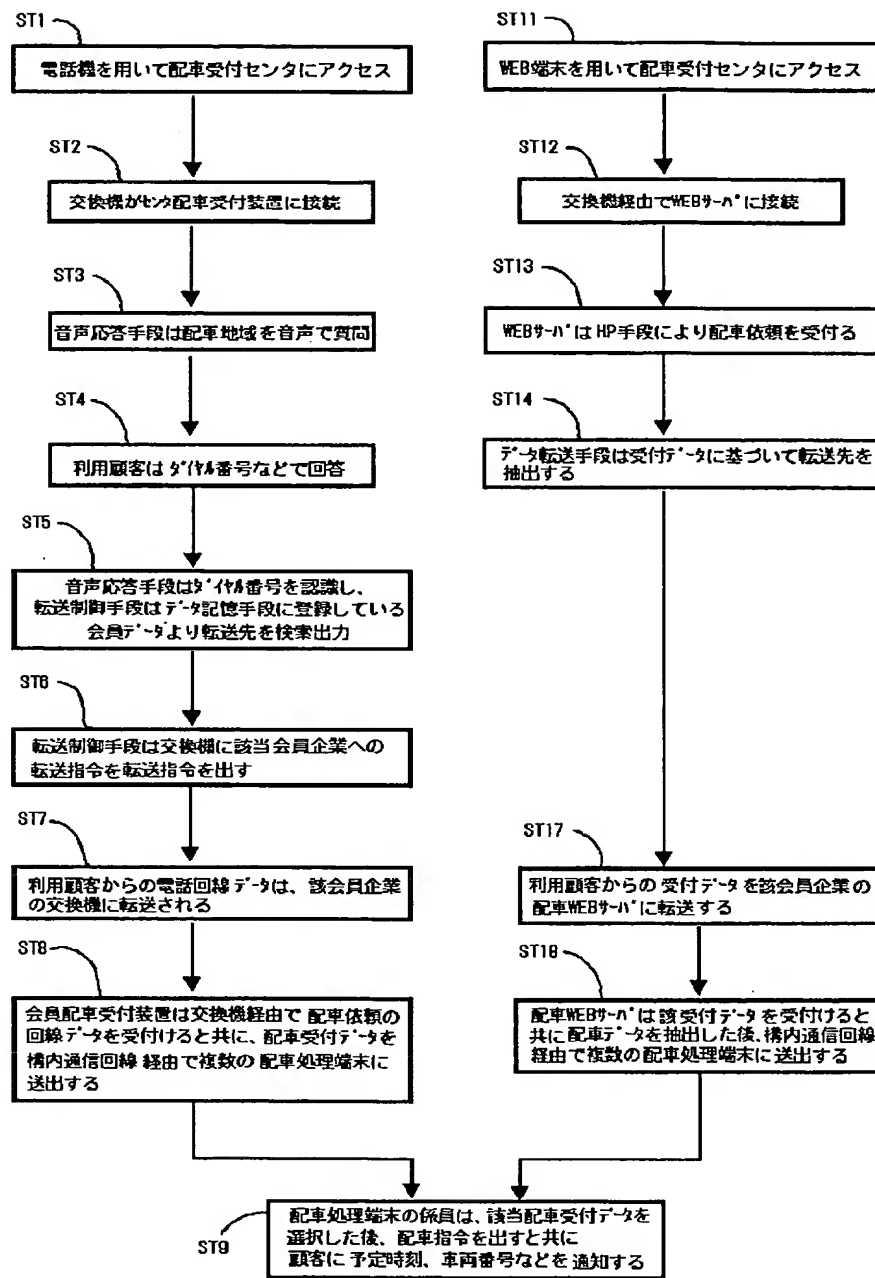 ST1
電話機を用いて配車受付センタにアクセス
ST2
交換機がｾﾝﾀ配車受付装置に接続
ST3
音声応答手段は配車地域を音声で質問
ST4
利用顧客はﾀﾞｲﾔﾙ番号などで回答
ST5
音声応答手段はﾀﾞｲﾔﾙ番号を認識し、
転送制御手段はﾃﾞｰﾀ記憶手段に登録している
会員ﾃﾞｰﾀより転送先を検索出力
ST6
転送制御手段は交換機に該当会員企業への
転送指令を転送指令を出す
ST7
利用顧客からの電話回線データは、該会員企業
の交換機に転送される
ST8
会員配車受付装置は交換機経由で配車依頼の
回線データを受付けると共に、配車受付データを
構内通信回線経由で複数の配車処理端末に
送出する
ST11
WEB端末を用いて配車受付センタにアクセス
ST12
交換機経由でWEBｻｰﾊﾞに接続
ST13
WEBｻｰﾊﾞはHP手段により配車依頼を受付る
ST14
ﾃﾞｰﾀ転送手段は受付ﾃﾞｰﾀに基づいて転送先を
抽出する
ST17
利用顧客からの受付データを該会員企業の
配車WEBｻｰﾊﾞに転送する
ST18
配車WEBｻｰﾊﾞは該受付データを受付けると
共に配車データを抽出した後、構内通信回線
経由で複数の配車処理端末に送出する
ST9
配車処理端末の係員は、該当配車受付データを
選択した後、配車指令を出すと共に
顧客に予定時刻、車両番号などを通知する